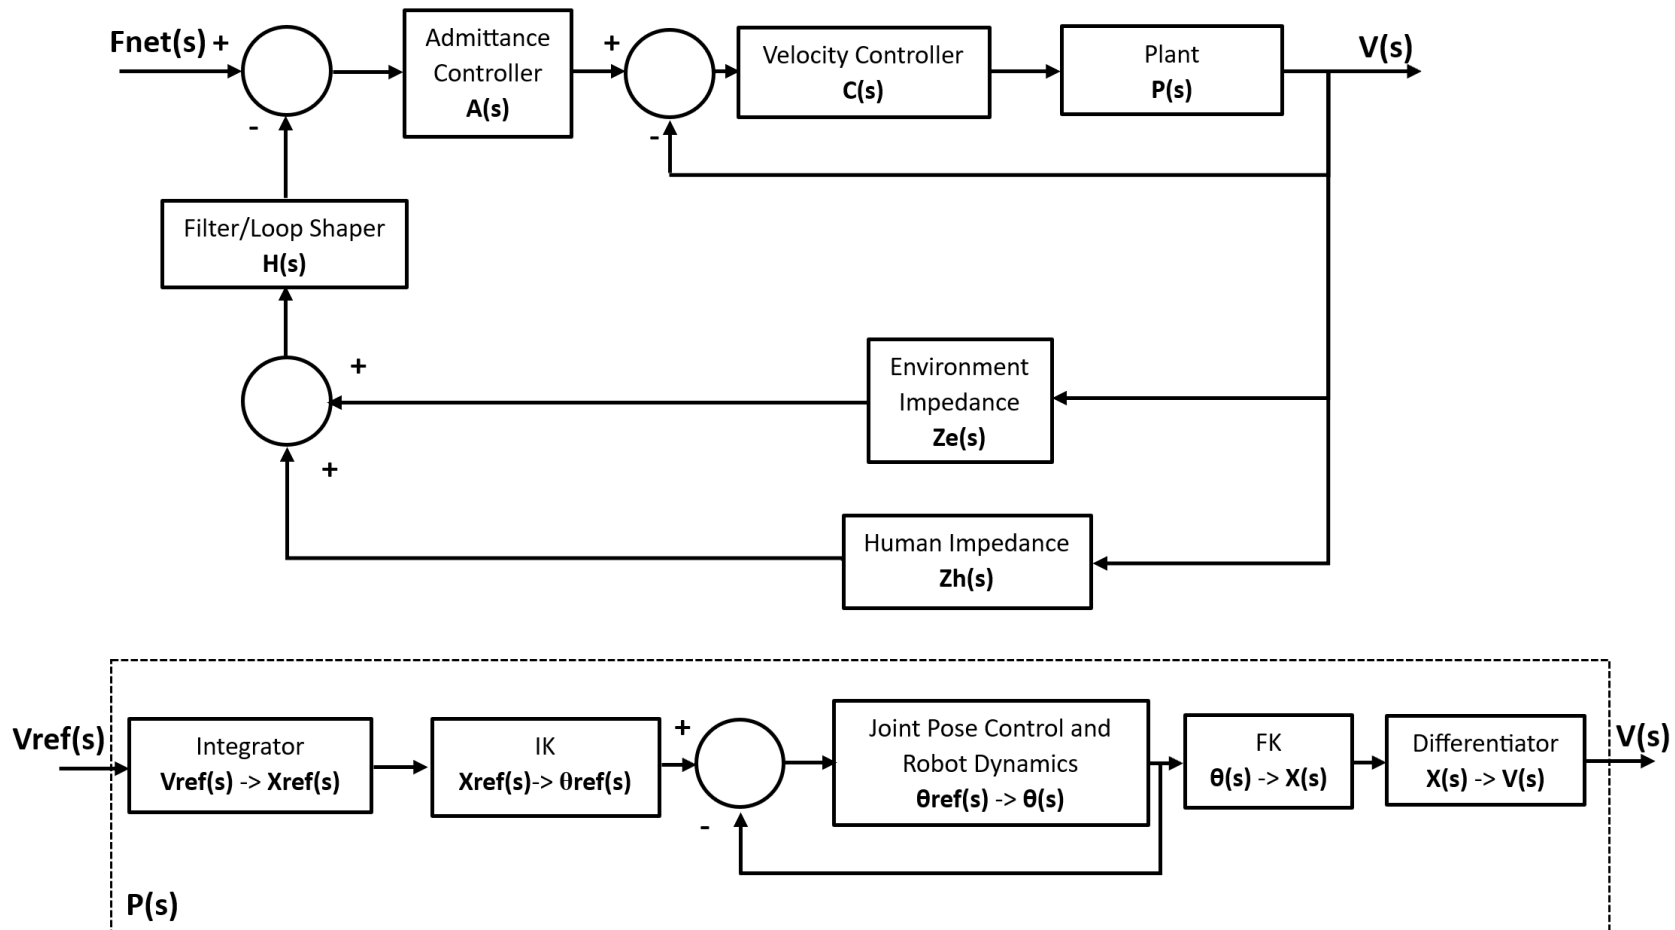 Fnet(s) +
Admittance
Controller
A(s)
+
Velocity Controller
C(s)
Plant
P(s)
V(s)
-
-
Filter/Loop Shaper
H(s)
+
Environment
Impedance
Ze(s)
+
Human Impedance
Zh(s)
Vref(s)
Integrator
Vref(s) -> Xref(s)
IK
Xref(s)-> θref(s)
+
-
Joint Pose Control and
Robot Dynamics
θref(s) -> θ(s)
FK
θ(s) -> X(s)
Differentiator
X(s) -> V(s)
V(s)
P(s)